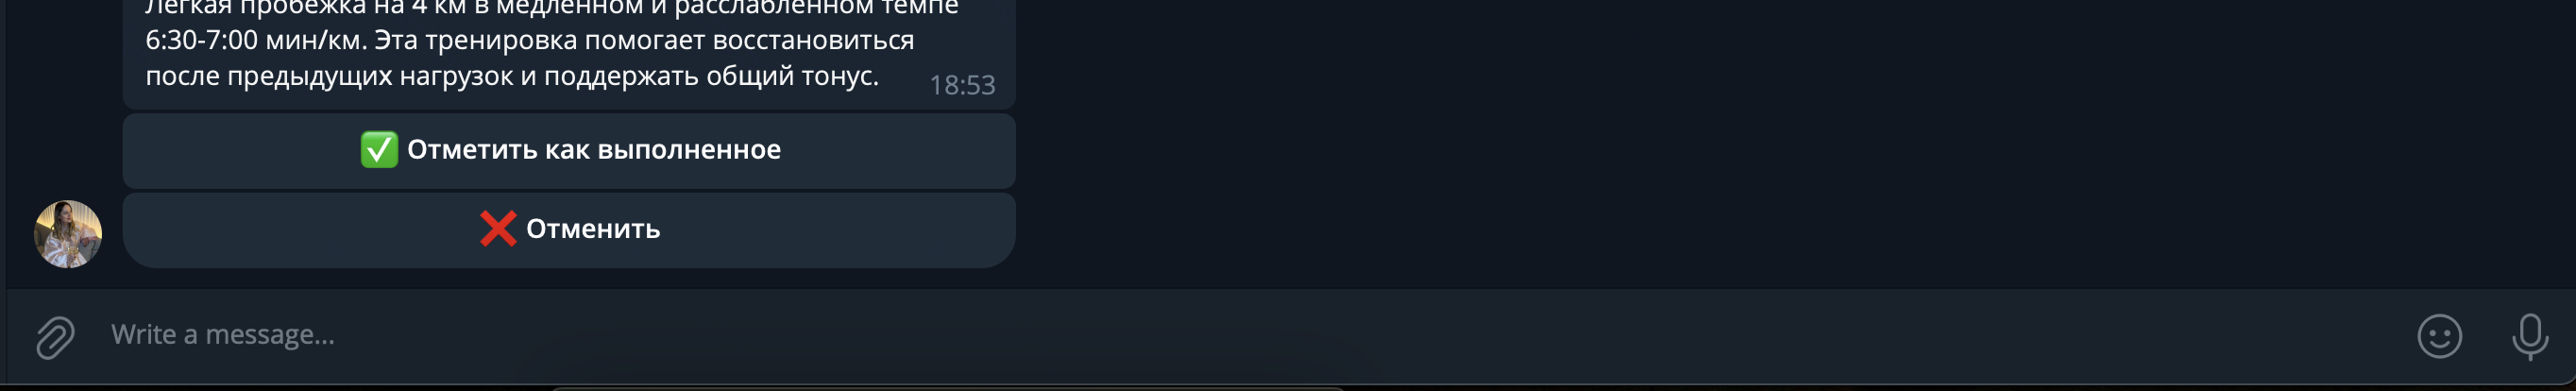 Легкая пробежка на 4 км в медленном и расслабленном темпе
6:30-7:00 мин/км. Эта тренировка помогает восстановиться
после предыдущих нагрузок и поддержать общий тонус.
18:53
✅ Отметить как выполненное
❌ Отменить
Write a message...